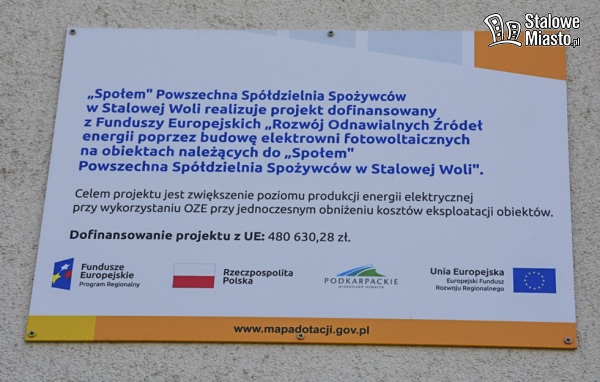 Stalowe
Miasto.pl
„Społem" Powszechna Spółdzielnia Spożywców
w Stalowej Woli realizuje projekt dofinansowany
z Funduszy Europejskich „Rozwój Odnawialnych Źródeł
energii poprzez budowę elektrowni fotowoltaicznych
na obiektach należących do „Społem"
Powszechna Spółdzielnia Spożywców w Stalowej Woli".
Celem projektu jest zwiększenie poziomu produkcji energii elektrycznej
przy wykorzystaniu OZE przy jednoczesnym obniżeniu kosztów eksploatacji obiektów.
Dofinansowanie projektu z UE: 480 630,28 zł.
Fundusze
Europejskie
Program Regionalny
Rzeczpospolita
Polska
PODKARPACKIE
przestrzeń otwarta
Unia Europejska
Europejski Fundusz
Rozwoju Regionalnego
www.mapadotacji.gov.pl